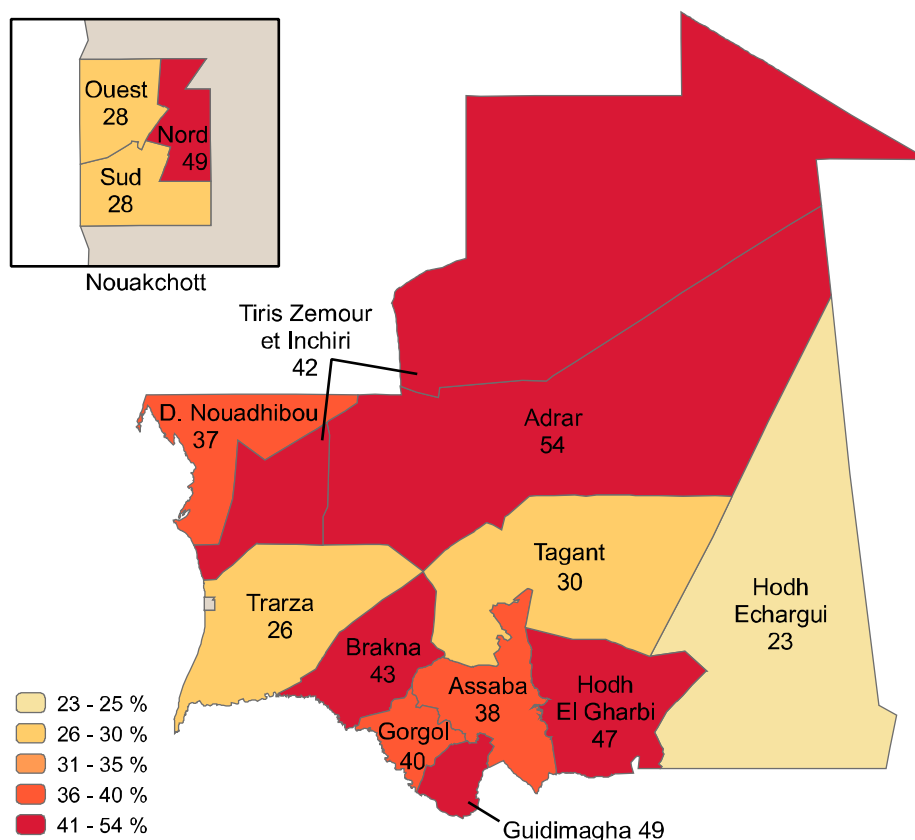 Ouest
28
Nord
49
Sud
28
Nouakchott
Tiris Zemour
et Inchiri
42
D. Nouadhibou
37
Adrar
54
Tagant
30
Hodh
Echargui
23
Trarza
26
Brakna
43
Assaba
38
Hodh
El Gharbi
47
Gorgol
40
Guidimagha 49
23 - 25 %
26 - 30 %
31 - 35 %
36 - 40 %
41 - 54 %